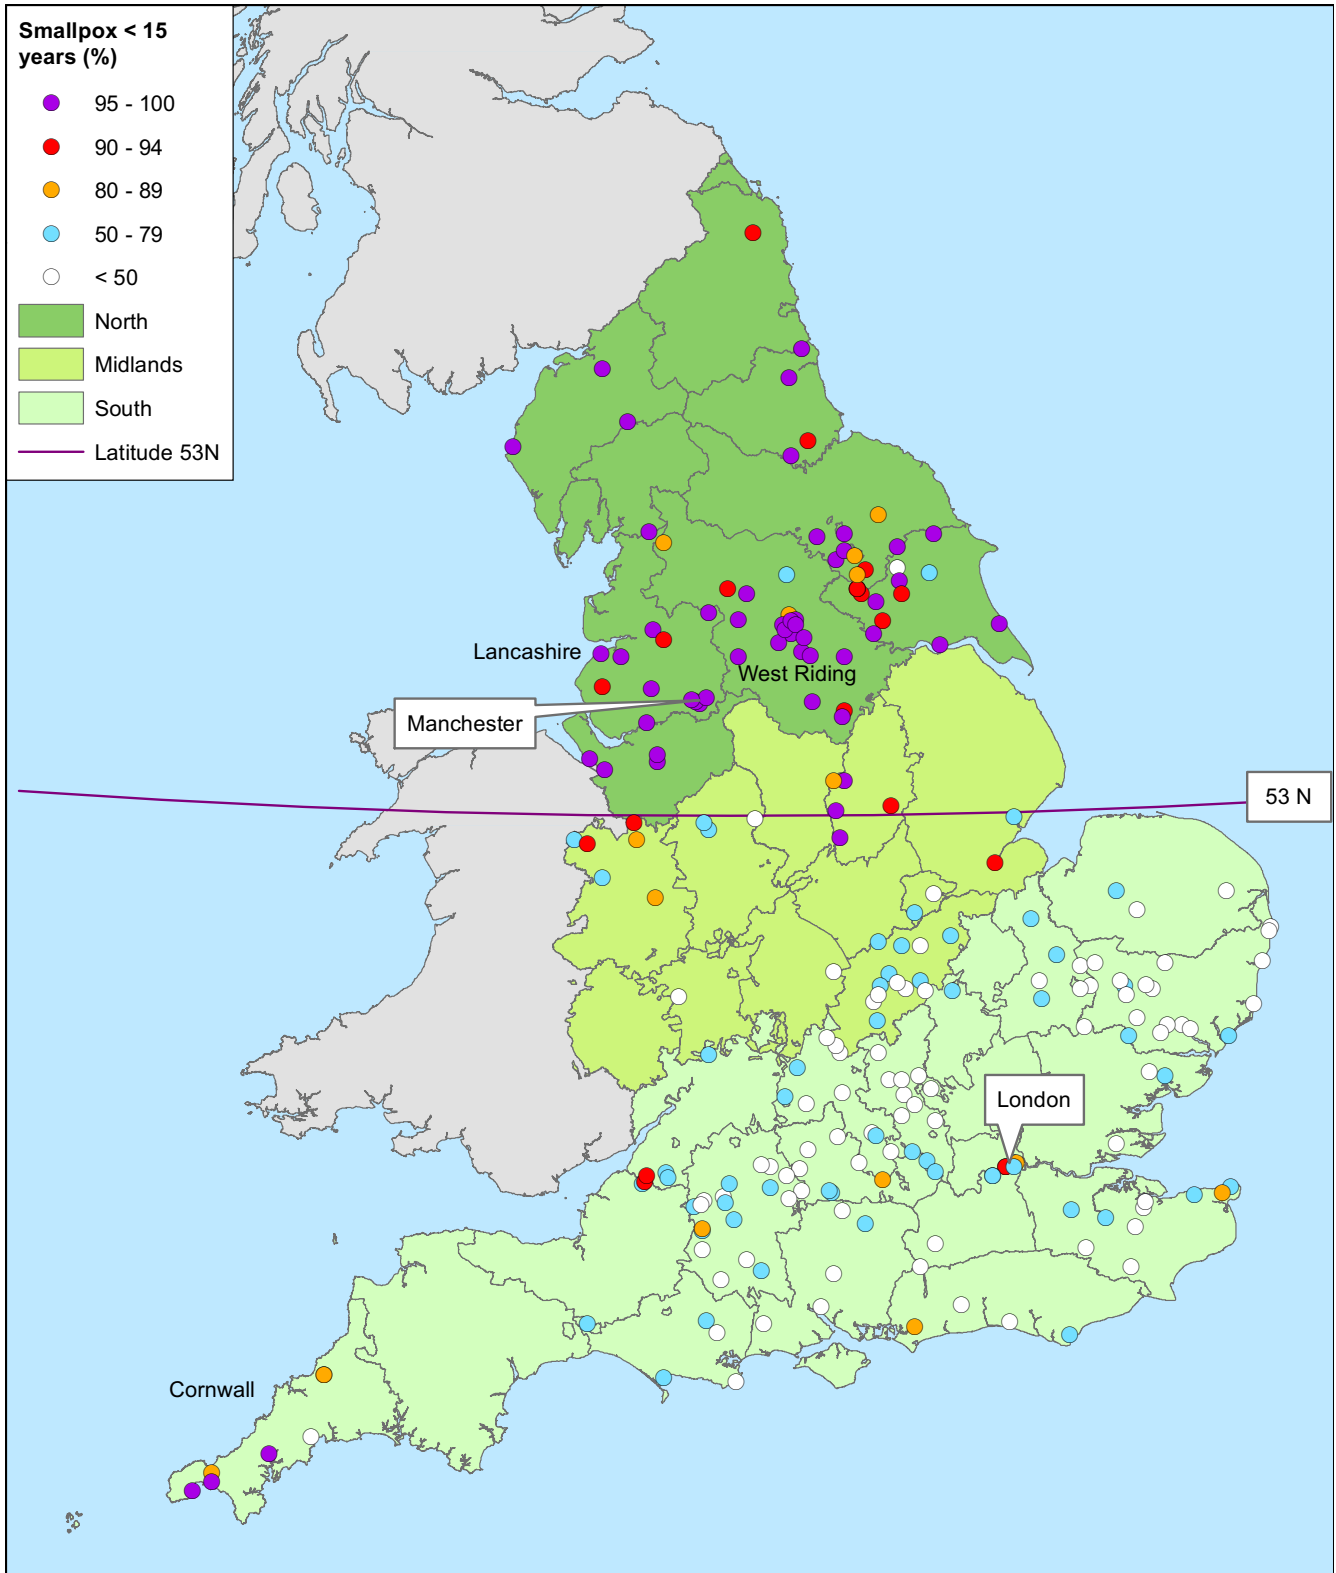 Smallpox < 15
years (%)
95 - 100
90 - 94
80 - 89
50 - 79
< 50
North
Midlands
South
Latitude 53N
Lancashire
West Riding
Manchester
53 N
London
Cornwall